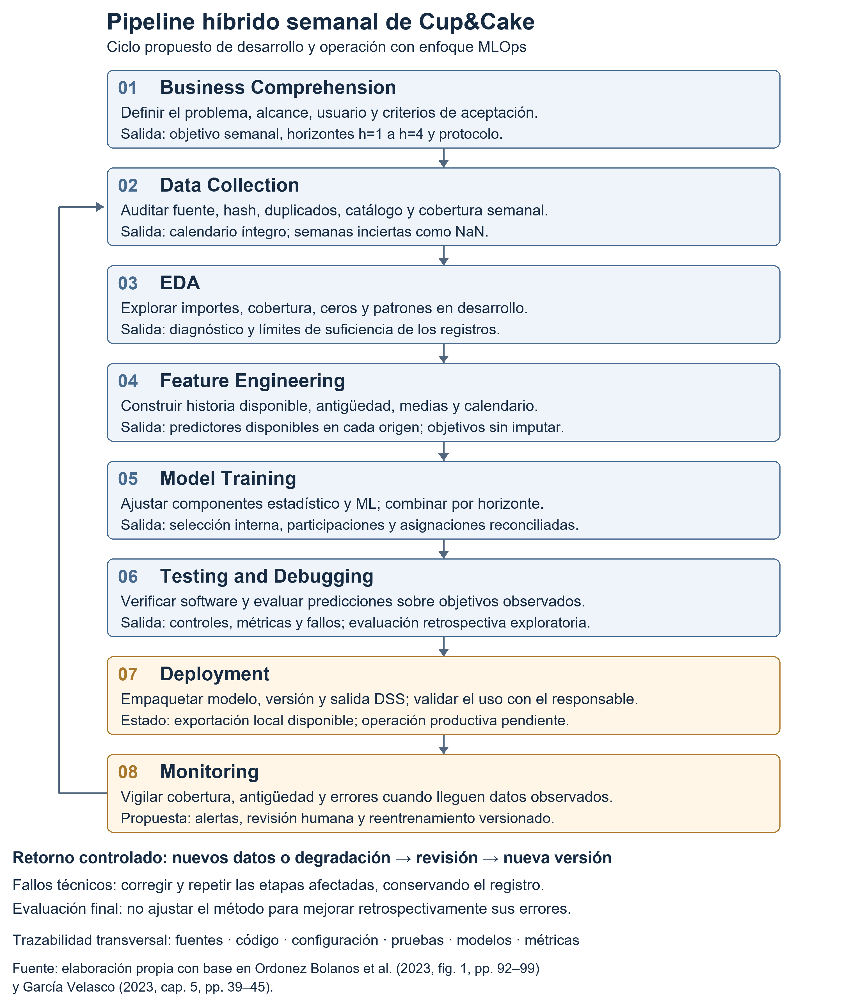 Pipeline híbrido semanal de Cup&Cake
Ciclo propuesto de desarrollo y operación con enfoque MLOps
01 Business Comprehension
Definir el problema, alcance, usuario y criterios de aceptación.
Salida: objetivo semanal, horizontes h=1 a h=4 y protocolo.
02 Data Collection
Auditar fuente, hash, duplicados, catálogo y cobertura semanal.
Salida: calendario íntegro; semanas inciertas como NaN.
03 EDA
Explorar importes, cobertura, ceros y patrones en desarrollo.
Salida: diagnóstico y límites de suficiencia de los registros.
04 Feature Engineering
Construir historia disponible, antigüedad, medias y calendario.
Salida: predictores disponibles en cada origen; objetivos sin imputar.
05 Model Training
Ajustar componentes estadístico y ML; combinar por horizonte.
Salida: selección interna, participaciones y asignaciones reconciliadas.
06 Testing and Debugging
Verificar software y evaluar predicciones sobre objetivos observados.
Salida: controles, métricas y fallos; evaluación retrospectiva exploratoria.
07 Deployment
Empaquetar modelo, versión y salida DSS; validar el uso con el responsable.
Estado: exportación local disponible; operación productiva pendiente.
08 Monitoring
Vigilar cobertura, antigüedad y errores cuando lleguen datos observados.
Propuesta: alertas, revisión humana y reentrenamiento versionado.
Retorno controlado: nuevos datos o degradación → revisión → nueva versión
Fallos técnicos: corregir y repetir las etapas afectadas, conservando el registro.
Evaluación final: no ajustar el método para mejorar retrospectivamente sus errores.
Trazabilidad transversal: fuentes · código · configuración · pruebas · modelos · métricas
Fuente: elaboración propia con base en Ordonez Bolanos et al. (2023, fig. 1, pp. 92–99)
y García Velasco (2023, cap. 5, pp. 39–45).